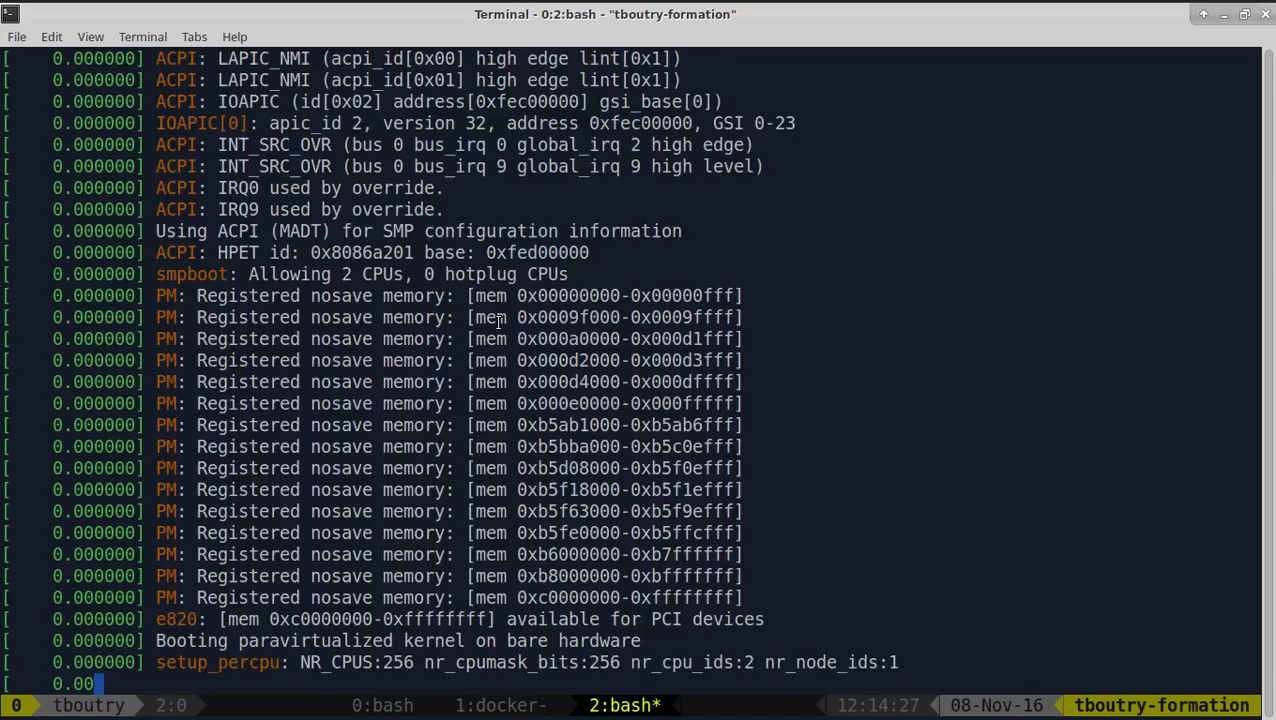 Terminal - 0:2:bash - "tboutry-formation"
File Edit View Terminal Tabs Help
[    0.000000] ACPI: LAPIC_NMI (acpi_id[0x00] high edge lint[0x1])
[    0.000000] ACPI: LAPIC_NMI (acpi_id[0x01] high edge lint[0x1])
[    0.000000] ACPI: IOAPIC (id[0x02] address[0xfec00000] gsi_base[0])
[    0.000000] IOAPIC[0]: apic_id 2, version 32, address 0xfec00000, GSI 0-23
[    0.000000] ACPI: INT_SRC_OVR (bus 0 bus_irq 0 global_irq 2 high edge)
[    0.000000] ACPI: INT_SRC_OVR (bus 0 bus_irq 9 global_irq 9 high level)
[    0.000000] ACPI: IRQ0 used by override.
[    0.000000] ACPI: IRQ9 used by override.
[    0.000000] Using ACPI (MADT) for SMP configuration information
[    0.000000] ACPI: HPET id: 0x8086a201 base: 0xfed00000
[    0.000000] smpboot: Allowing 2 CPUs, 0 hotplug CPUs
[    0.000000] PM: Registered nosave memory: [mem 0x00000000-0x00000fff]
[    0.000000] PM: Registered nosave memory: [mem 0x0009f000-0x0009ffff]
[    0.000000] PM: Registered nosave memory: [mem 0x000a0000-0x000d1fff]
[    0.000000] PM: Registered nosave memory: [mem 0x000d2000-0x000d3fff]
[    0.000000] PM: Registered nosave memory: [mem 0x000d4000-0x000dffff]
[    0.000000] PM: Registered nosave memory: [mem 0x000e0000-0x000fffff]
[    0.000000] PM: Registered nosave memory: [mem 0xb5ab1000-0xb5ab6fff]
[    0.000000] PM: Registered nosave memory: [mem 0xb5bba000-0xb5c0efff]
[    0.000000] PM: Registered nosave memory: [mem 0xb5d08000-0xb5f0efff]
[    0.000000] PM: Registered nosave memory: [mem 0xb5f18000-0xb5f1efff]
[    0.000000] PM: Registered nosave memory: [mem 0xb5f63000-0xb5f9efff]
[    0.000000] PM: Registered nosave memory: [mem 0xb5fe0000-0xb5ffcfff]
[    0.000000] PM: Registered nosave memory: [mem 0xb6000000-0xb7ffffff]
[    0.000000] PM: Registered nosave memory: [mem 0xb8000000-0xbfffffff]
[    0.000000] PM: Registered nosave memory: [mem 0xc0000000-0xffffffff]
[    0.000000] e820: [mem 0xc0000000-0xffffffff] available for PCI devices
[    0.000000] Booting paravirtualized kernel on bare hardware
[    0.000000] setup_percpu: NR_CPUS:256 nr_cpumask_bits:256 nr_cpu_ids:2 nr_node_ids:1
[    0.00
0 tboutry 2:0 0:bash 1:docker- 2:bash* 12:14:27 08-Nov-16 tboutry-formation